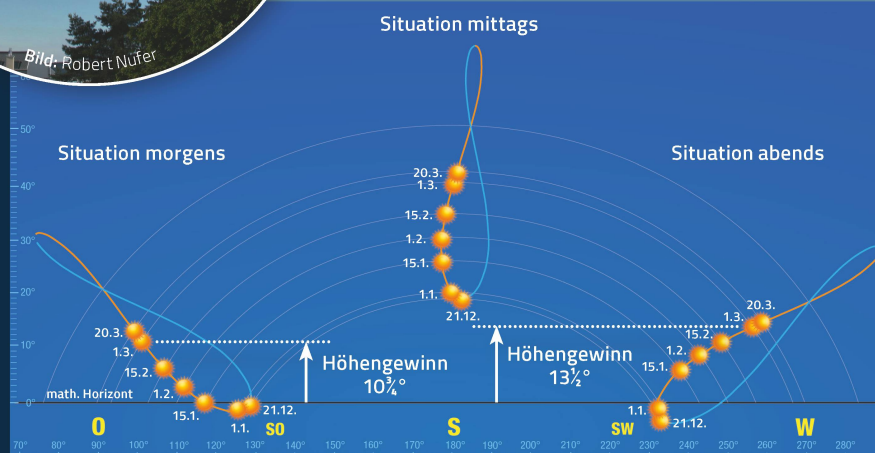 Situation mittags
Bild: Robert Nufer
50°
Situation morgens
Situation abends
20.3.
1.3.
40°
15.2.
30°
1.2.
15.1.
20°
1.1.
21.12.
20.3.
1.3.
15.2.
20.3.
1.3.
10°
Höhengewinn
10¾°
Höhengewinn
13½°
1.2.
15.1.
15.2.
1.2.
15.1.
math. Horizont
0°
21.12.
1.1.
1.1.
21.12.
O
SO
S
SW
W
70° 80° 90° 100° 110° 120° 130° 140° 150° 160° 170° 180° 190° 200° 210° 220° 230° 240° 250° 260° 270° 280°